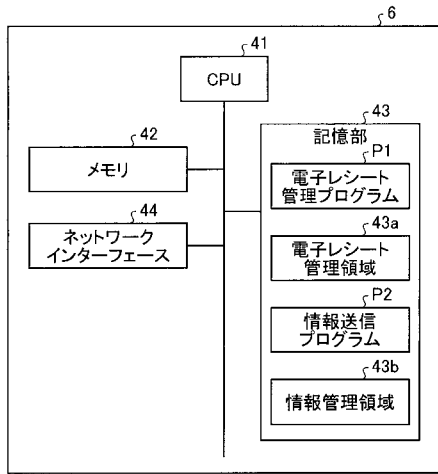 6
41
CPU
42
メモリ
44
ネットワーク
インターフェース
43
記憶部
P1
電子レシート
管理プログラム
43a
電子レシート
管理領域
P2
情報送信
プログラム
43b
情報管理領域